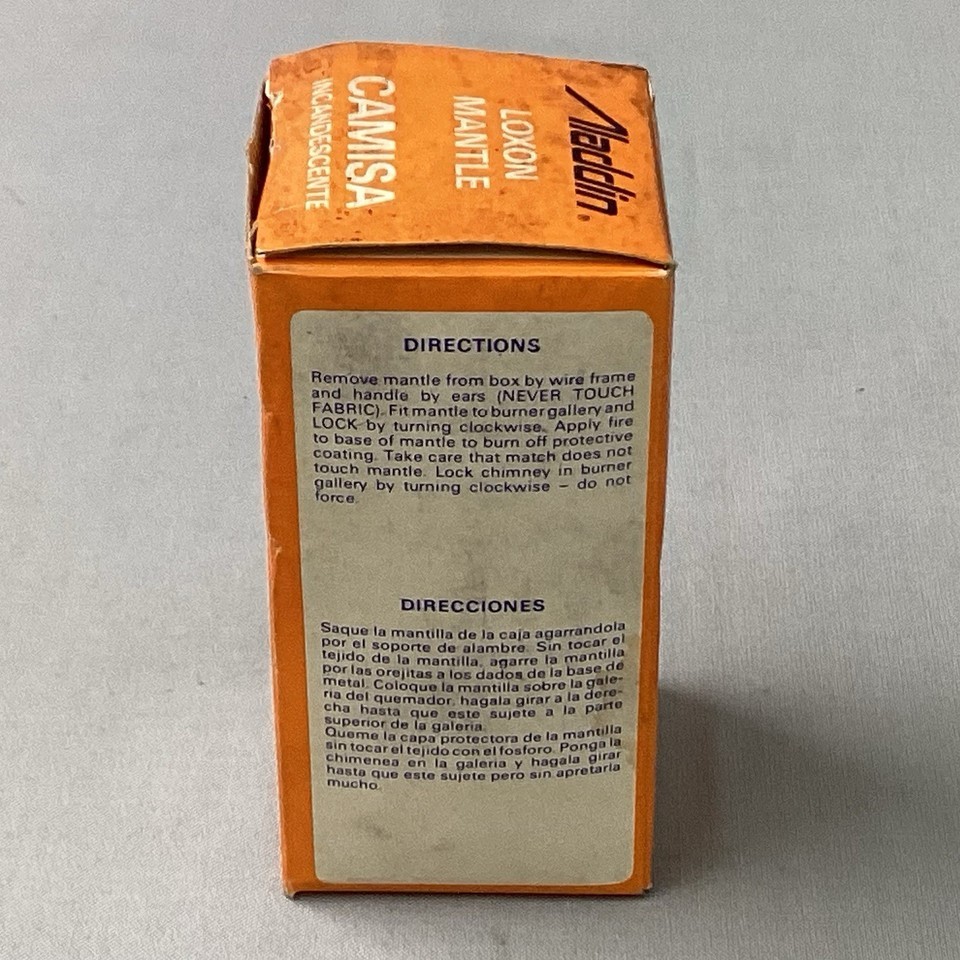 Aladdin
LOXON
MANTLE
CAMISA
INCANDESCENTE
DIRECTIONS
Remove mantle from box by wire frame
and handle by ears (NEVER TOUCH
FABRIC). Fit mantle to burner gallery and
LOCK by turning clockwise. Apply fire
to base of mantle to burn off protective
coating. Take care that match does not
touch mantle. Lock chimney in burner
gallery by turning clockwise – do not
force.
DIRECCIONES
Saque la mantilla de la caja agarrandola
por el soporte de alambre. Sin tocar el
tejido de la mantilla, agarre la mantilla
por las orejitas a los dados de la base de
metal. Coloque la mantilla sobre la gale-
ria del quemador, hagala girar a la dere-
cha hasta que este sujete a la parte
superior de la galeria.
Queme la capa protectora de la mantilla
sin tocar el tejido con el fosforo. Ponga la
chimenea en la galeria y hagala girar
hasta que este sujete pero sin apretarla
mucho.